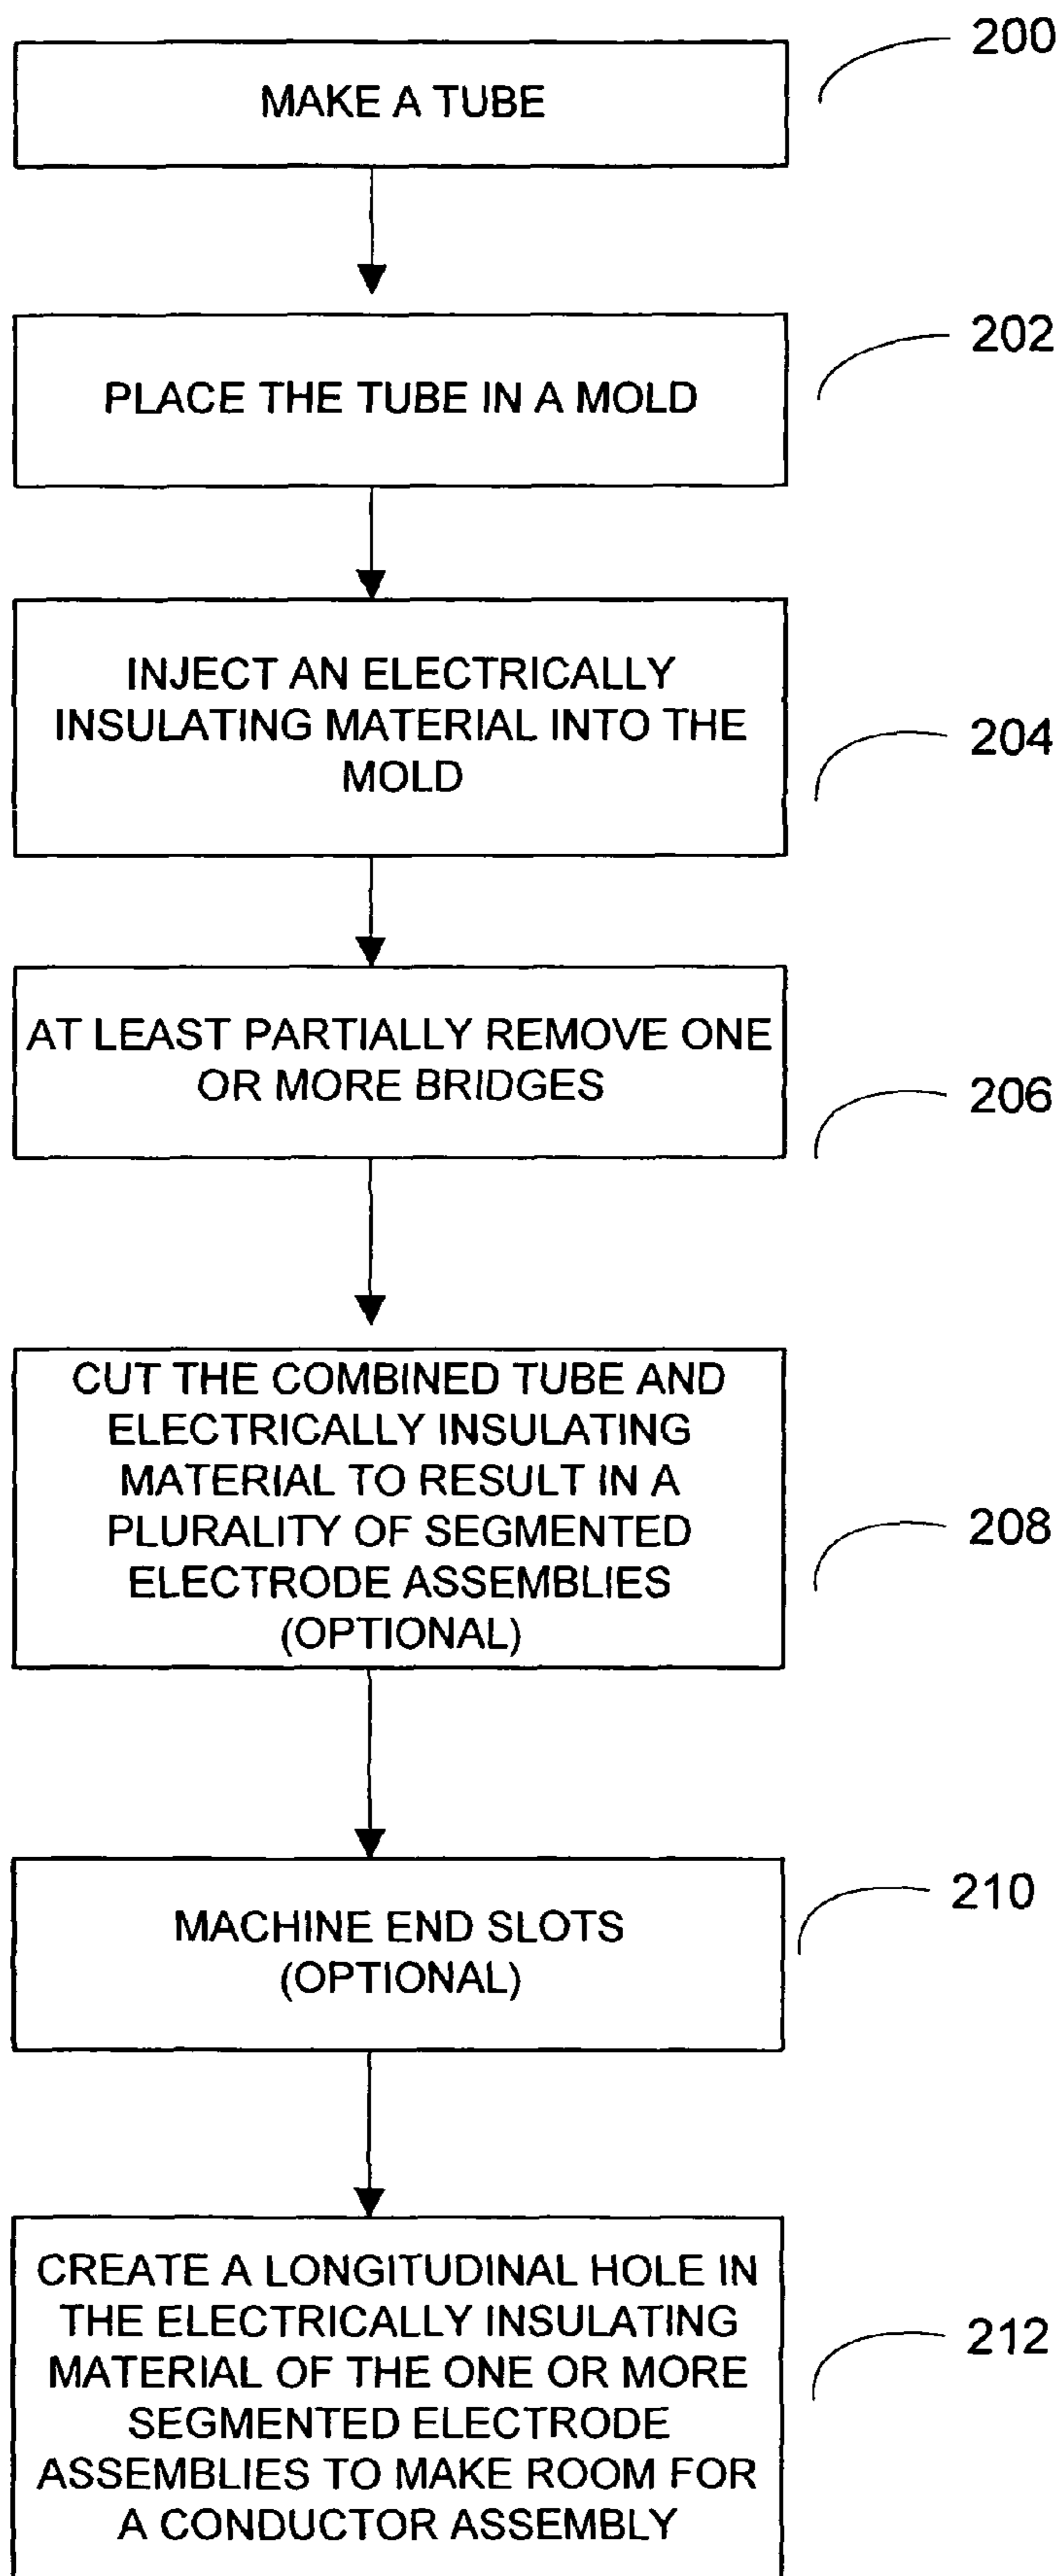 200
MAKE A TUBE
202
PLACE THE TUBE IN A MOLD
INJECT AN ELECTRICALLY
INSULATING MATERIAL INTO THE
MOLD
204
AT LEAST PARTIALLY REMOVE ONE
OR MORE BRIDGES
206
CUT THE COMBINED TUBE AND
ELECTRICALLY INSULATING
MATERIAL TO RESULT IN A
PLURALITY OF SEGMENTED
ELECTRODE ASSEMBLIES
(OPTIONAL)
208
MACHINE END SLOTS
(OPTIONAL)
210
CREATE A LONGITUDINAL HOLE IN
THE ELECTRICALLY INSULATING
MATERIAL OF THE ONE OR MORE
SEGMENTED ELECTRODE
ASSEMBLIES TO MAKE ROOM FOR
A CONDUCTOR ASSEMBLY
212